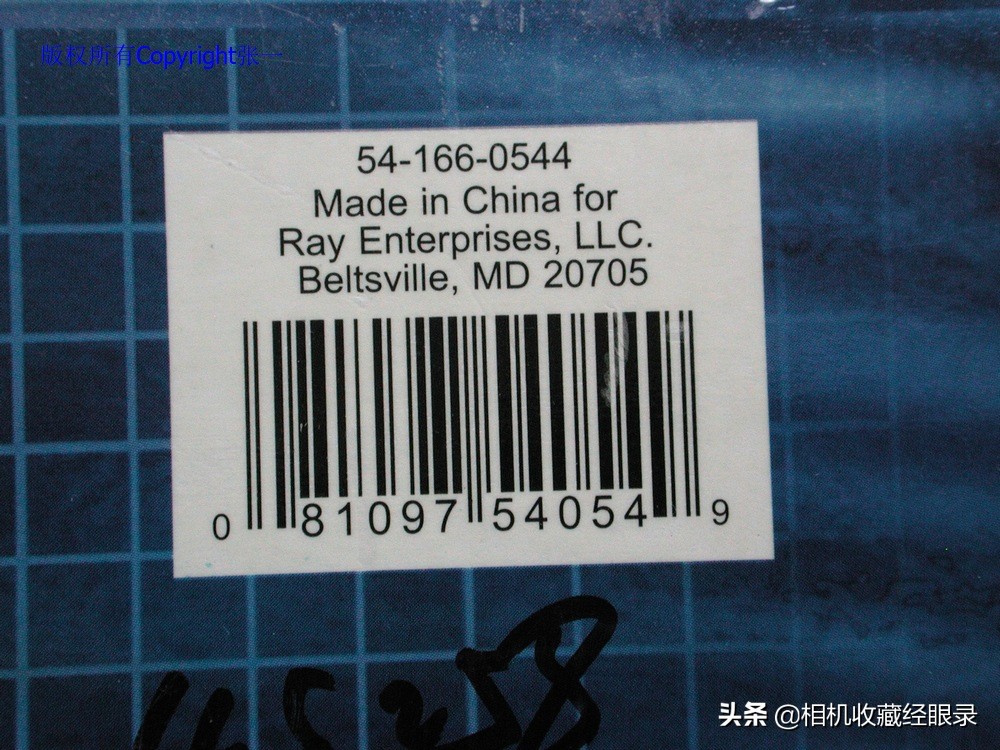 版权所有Copyright张一
54-166-0544
Made in China for
Ray Enterprises, LLC.
Beltsville, MD 20705
0 81097 54054 9
头条 @相机收藏经眼录